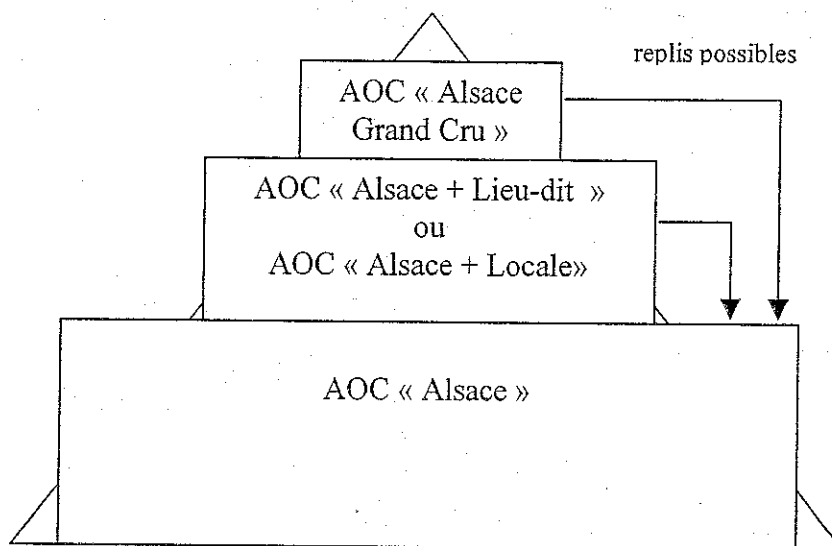 replis possibles
AOC « Alsace
Grand Cru »
AOC « Alsace + Lieu-dit »
ou
AOC « Alsace + Locale»
AOC « Alsace »